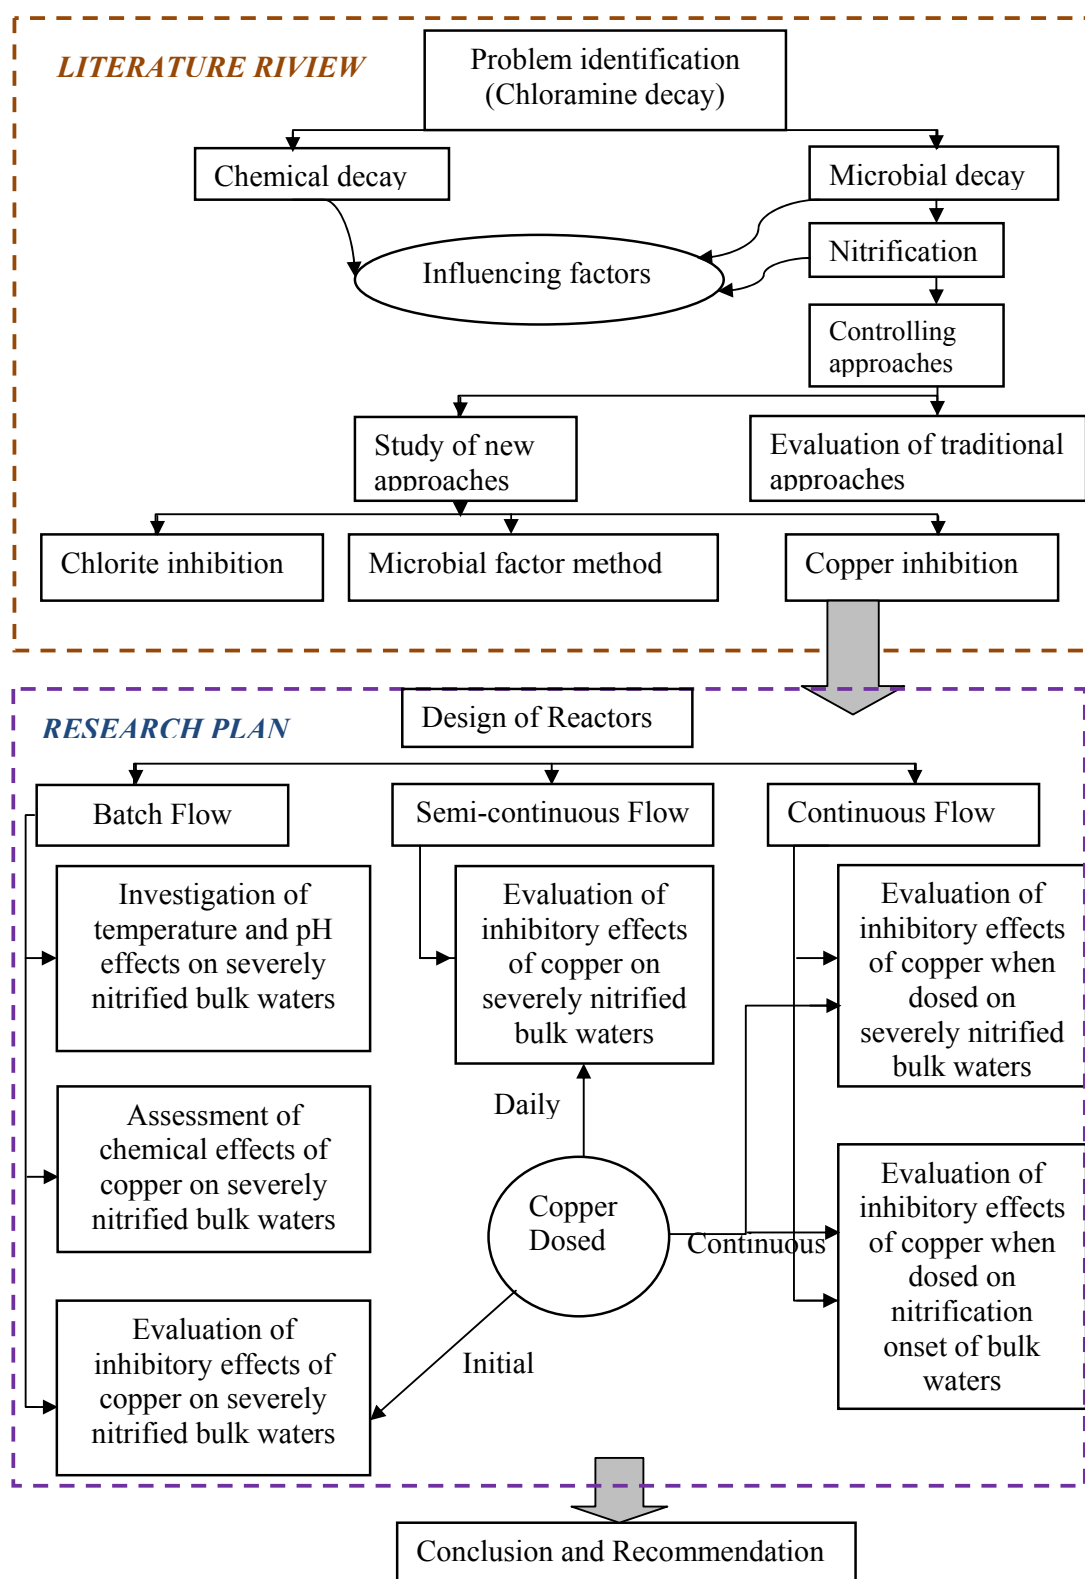 LITERATURE RIVIEW
Problem identification
(Chloramine decay)
Chemical decay
Microbial decay
Influencing factors
Nitrification
Controlling
approaches
Study of new
approaches
Evaluation of traditional
approaches
Chlorite inhibition
Microbial factor method
Copper inhibition
RESEARCH PLAN
Design of Reactors
Batch Flow
Semi-continuous Flow
Continuous Flow
Investigation of
temperature and pH
effects on severely
nitrified bulk waters
Evaluation of
inhibitory effects
of copper on
severely nitrified
bulk waters
Evaluation of
inhibitory effects
of copper when
dosed on
severely nitrified
bulk waters
Assessment of
chemical effects of
copper on severely
nitrified bulk waters
Daily
Copper
Dosed
Continuous
Evaluation of
inhibitory effects
of copper when
dosed on
nitrification
onset of bulk
waters
Evaluation of
inhibitory effects of
copper on severely
nitrified bulk waters
Initial
Conclusion and Recommendation